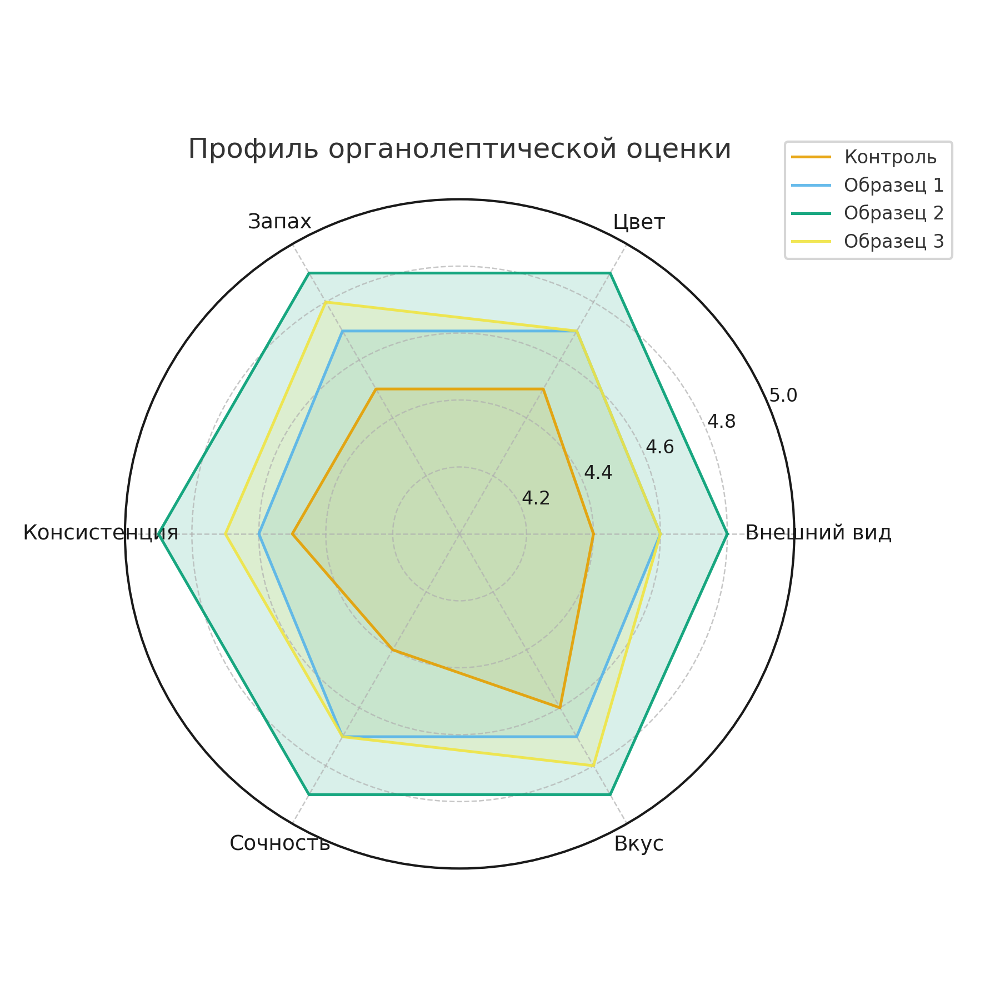 Профиль органолептической оценки
Контроль
Образец 1
Образец 2
Образец 3
Запах
Цвет
5.0
4.8
4.6
4.4
4.2
Консистенция
Внешний вид
Сочность
Вкус